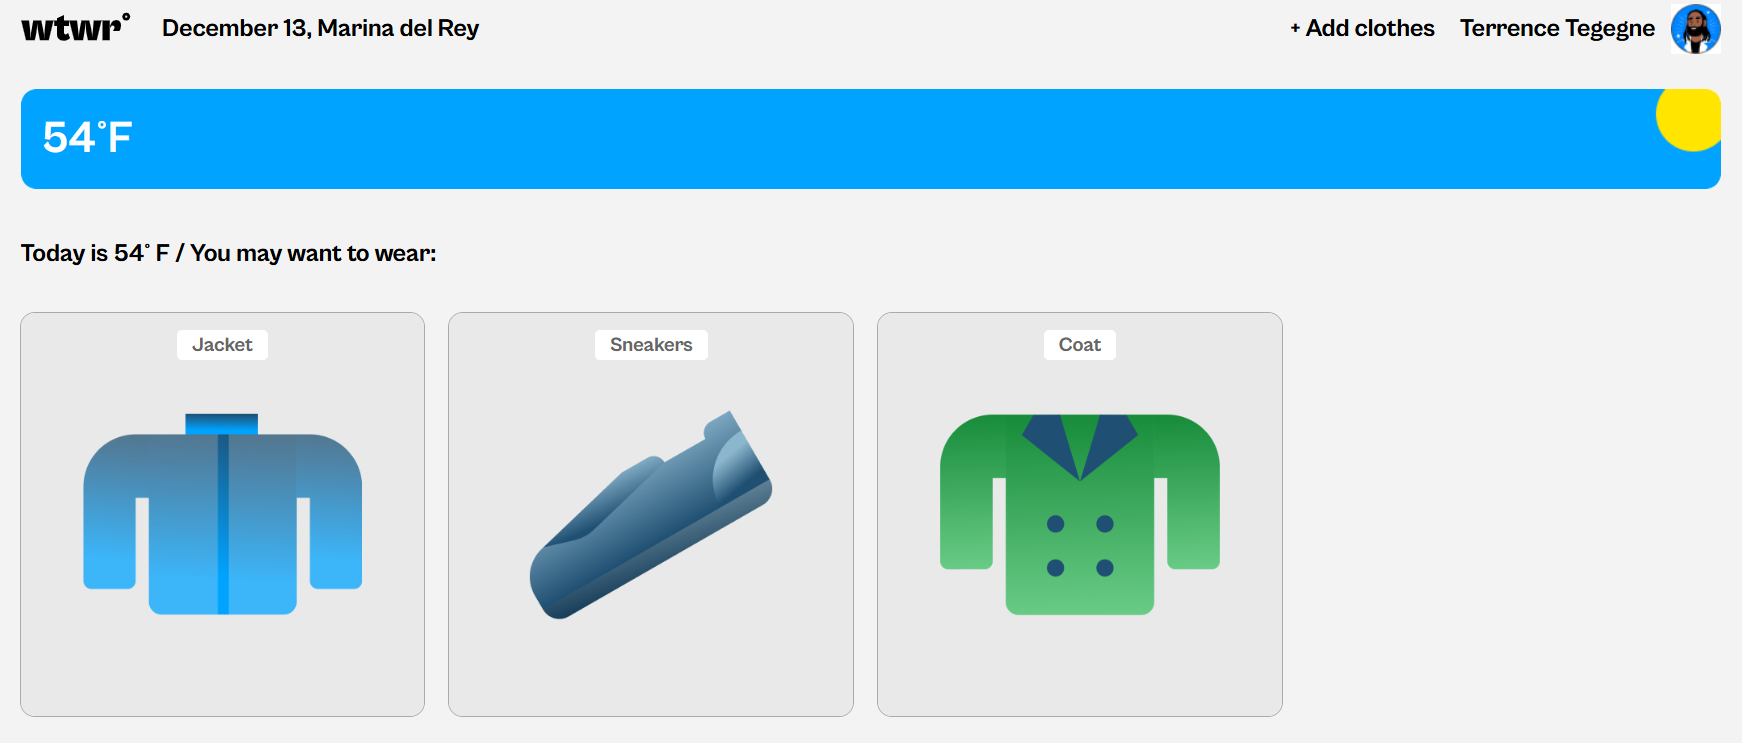 wtwr° December 13, Marina del Rey + Add clothes Terrence Tegegne
54°F
Today is 54° F / You may want to wear:
Jacket Sneakers Coat